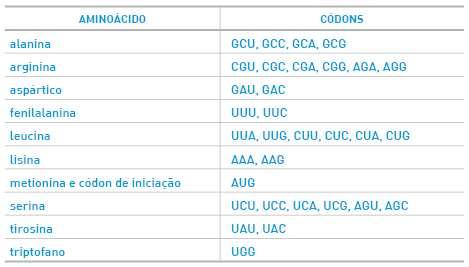 AMINOÁCIDO CÓDONS
alanina GCU, GCC, GCA, GCG
arginina CGU, CGC, CGA, CGG, AGA, AGG
aspártico GAU, GAC
fenilalanina UUU, UUC
leucina UUA, UUG, CUU, CUC, CUA, CUG
lisina AAA, AAG
metionina e códon de iniciação AUG
serina UCU, UCC, UCA, UCG, AGU, AGC
tirosina UAU, UAC
triptofano UGG